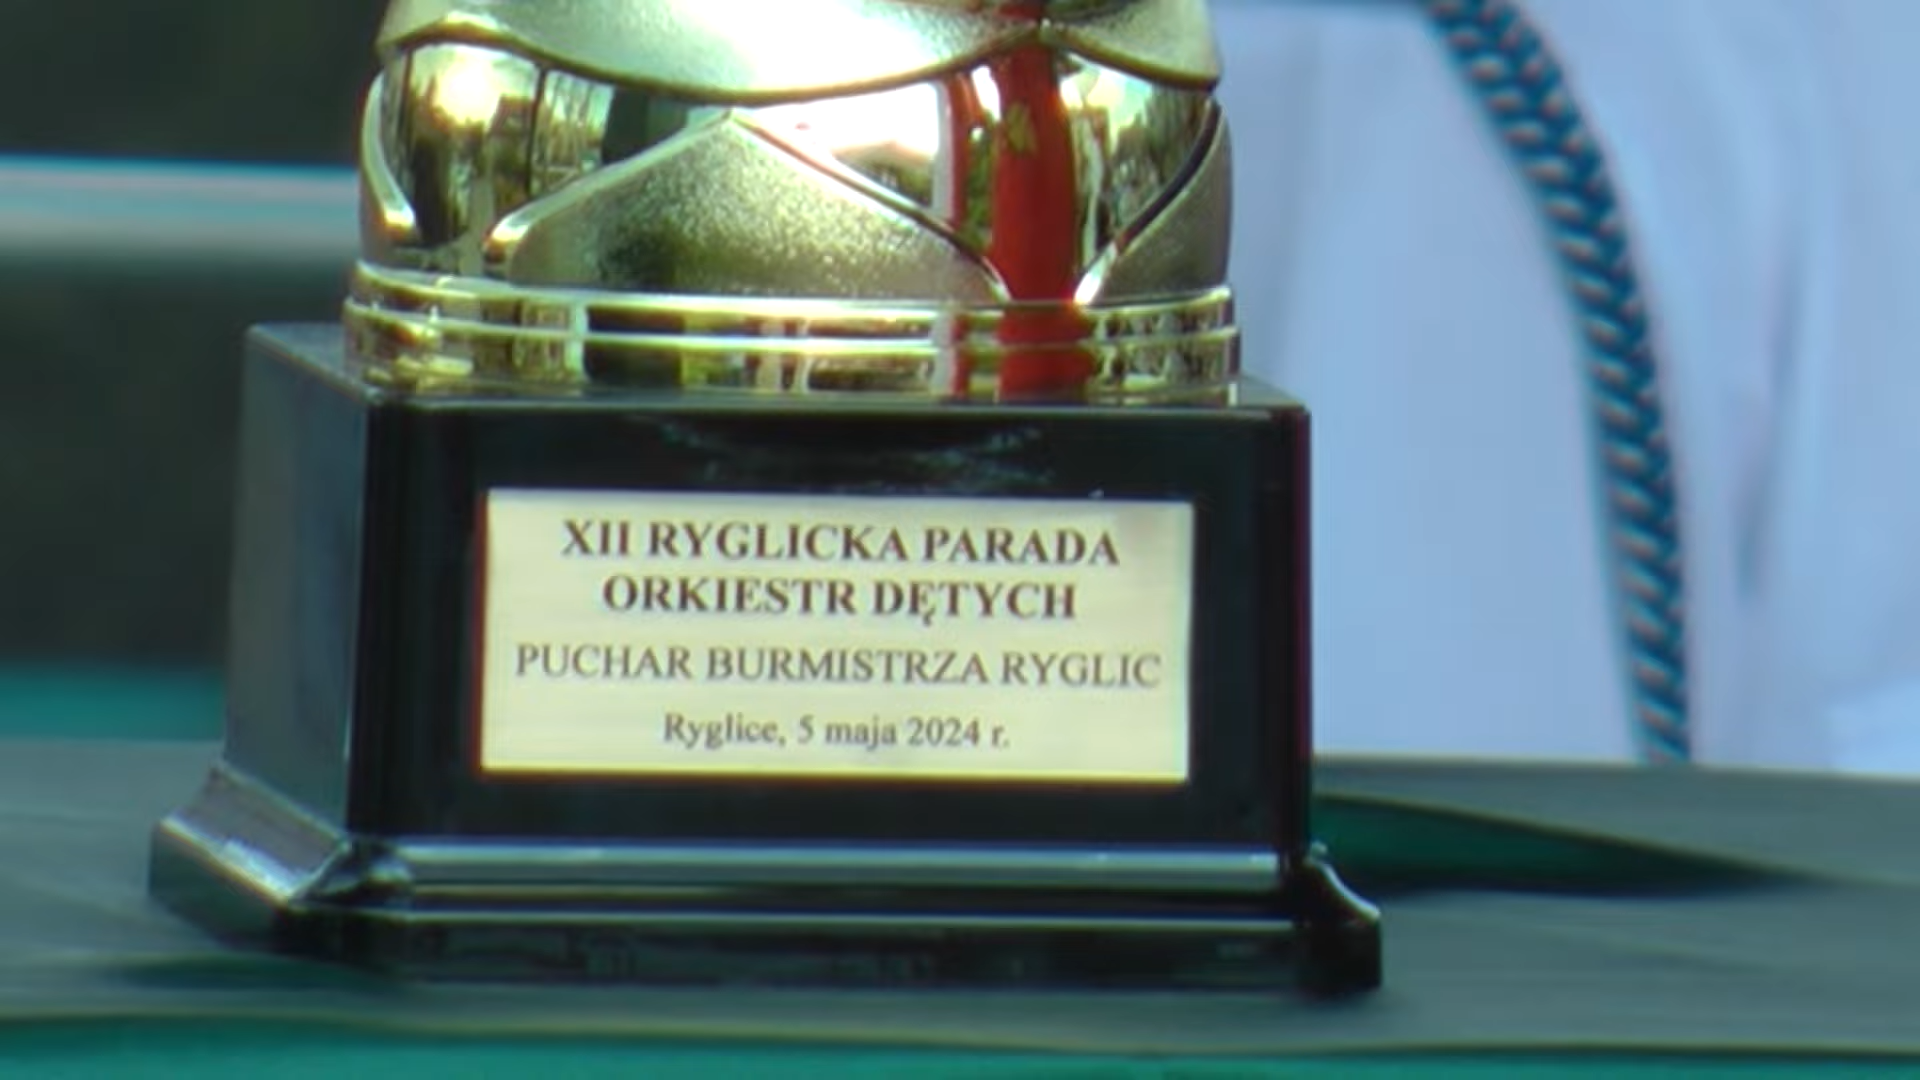 XII RYGLICKA PARADA
ORKIESTR DĘTYCH
PUCHAR BURMISTRZA RYGLIC
Ryglice, 5 maja 2024 r.